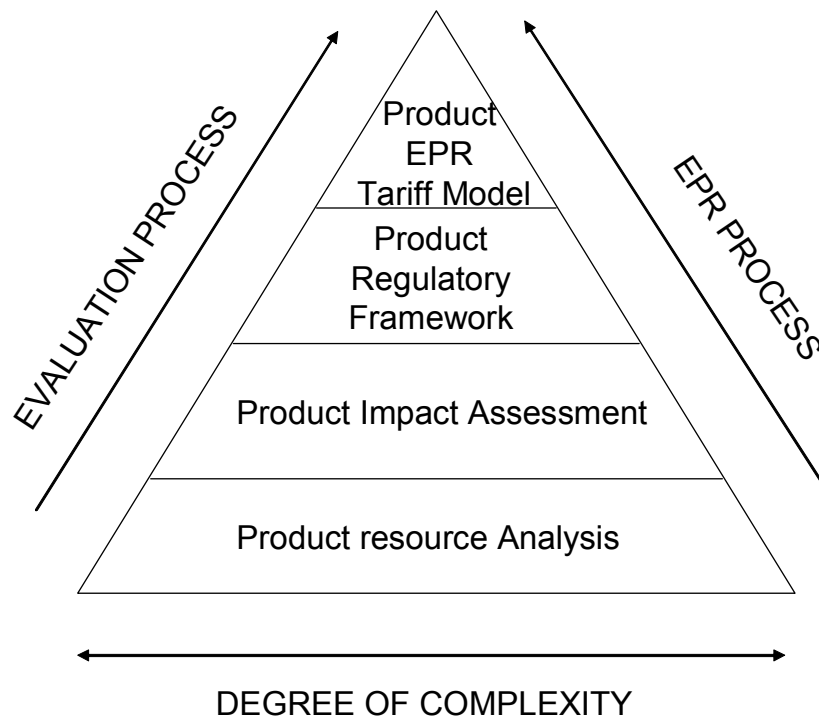 Product
EPR
Tariff Model
Product
Regulatory
Framework
Product Impact Assessment
Product resource Analysis
EVALUATION PROCESS
EPR PROCESS
DEGREE OF COMPLEXITY